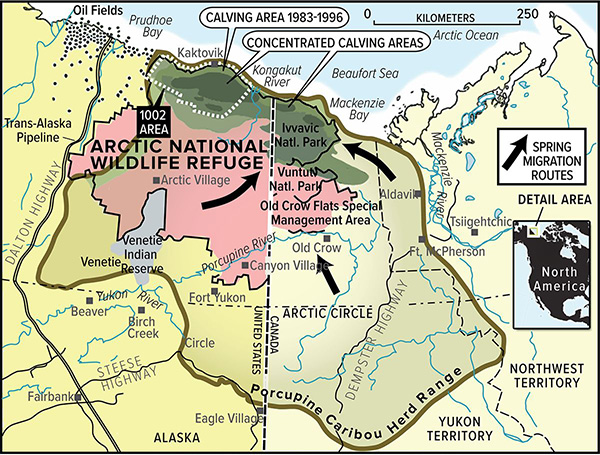 Oil Fields
Prudhoe
Bay
CALVING AREA 1983-1996
0
KILOMETERS
250
Arctic Ocean
Kaktovik
CONCENTRATED CALVING AREAS
Kongakut
River
Beaufort Sea
Mackenzie
Bay
1002
AREA
Trans-Alaska
Pipeline
Ivvavic
Natl. Park
ARCTIC NATIONAL
WILDLIFE REFUGE
Mackenzie
River
SPRING
MIGRATION
ROUTES
VuntuN
Natl. Park
Arctic Village
Old Crow Flats Special
Management Area
Aldavik
DETAIL AREA
Tsiigehtchic
DALTON HIGHWAY
Venetie
Indian
Reserve
Venetie
Porcupine River
Old Crow
Ft. McPherson
Canyon Village
North
America
Yukon
River
Beaver
Fort Yukon
Birch
Creek
ARCTIC CIRCLE
CANADA
UNITED STATES
DEMPSTER HIGHWAY
Circle
STEESE
HIGHWAY
NORTHWEST
TERRITORY
Porcupine Caribou Herd Range
Fairbanks
Eagle Village
ALASKA
YUKON
TERRITORY